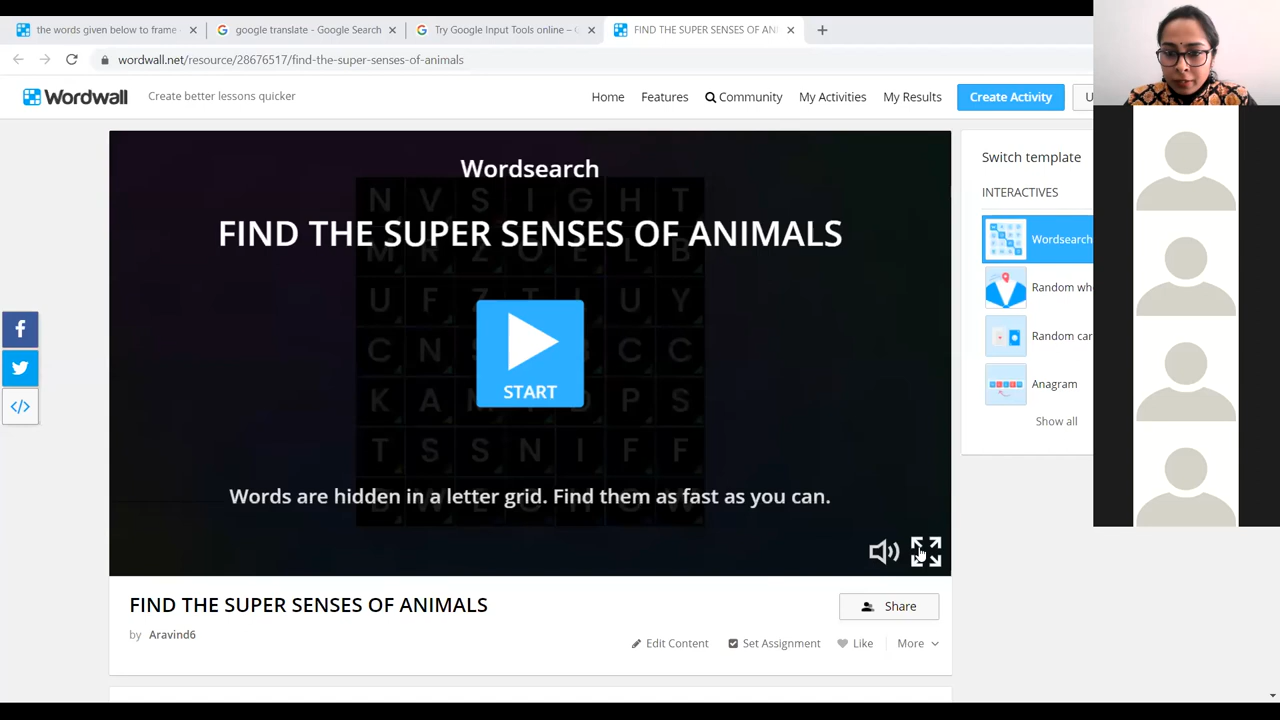 the words given below to frame
google translate - Google Search
Try Google Input Tools online – G
FIND THE SUPER SENSES OF ANI
wordwall.net/resource/28676517/find-the-super-senses-of-animals
Wordwall
Create better lessons quicker
Home
Features
Community
My Activities
My Results
Create Activity
U
Wordsearch
FIND THE SUPER SENSES OF ANIMALS
N V S I G H T
START
T S S N I F F
Words are hidden in a letter grid. Find them as fast as you can.
Switch template
INTERACTIVES
Wordsearch
Random wh
Random car
Anagram
Show all
FIND THE SUPER SENSES OF ANIMALS
Share
by Aravind6
Edit Content
Set Assignment
Like
More